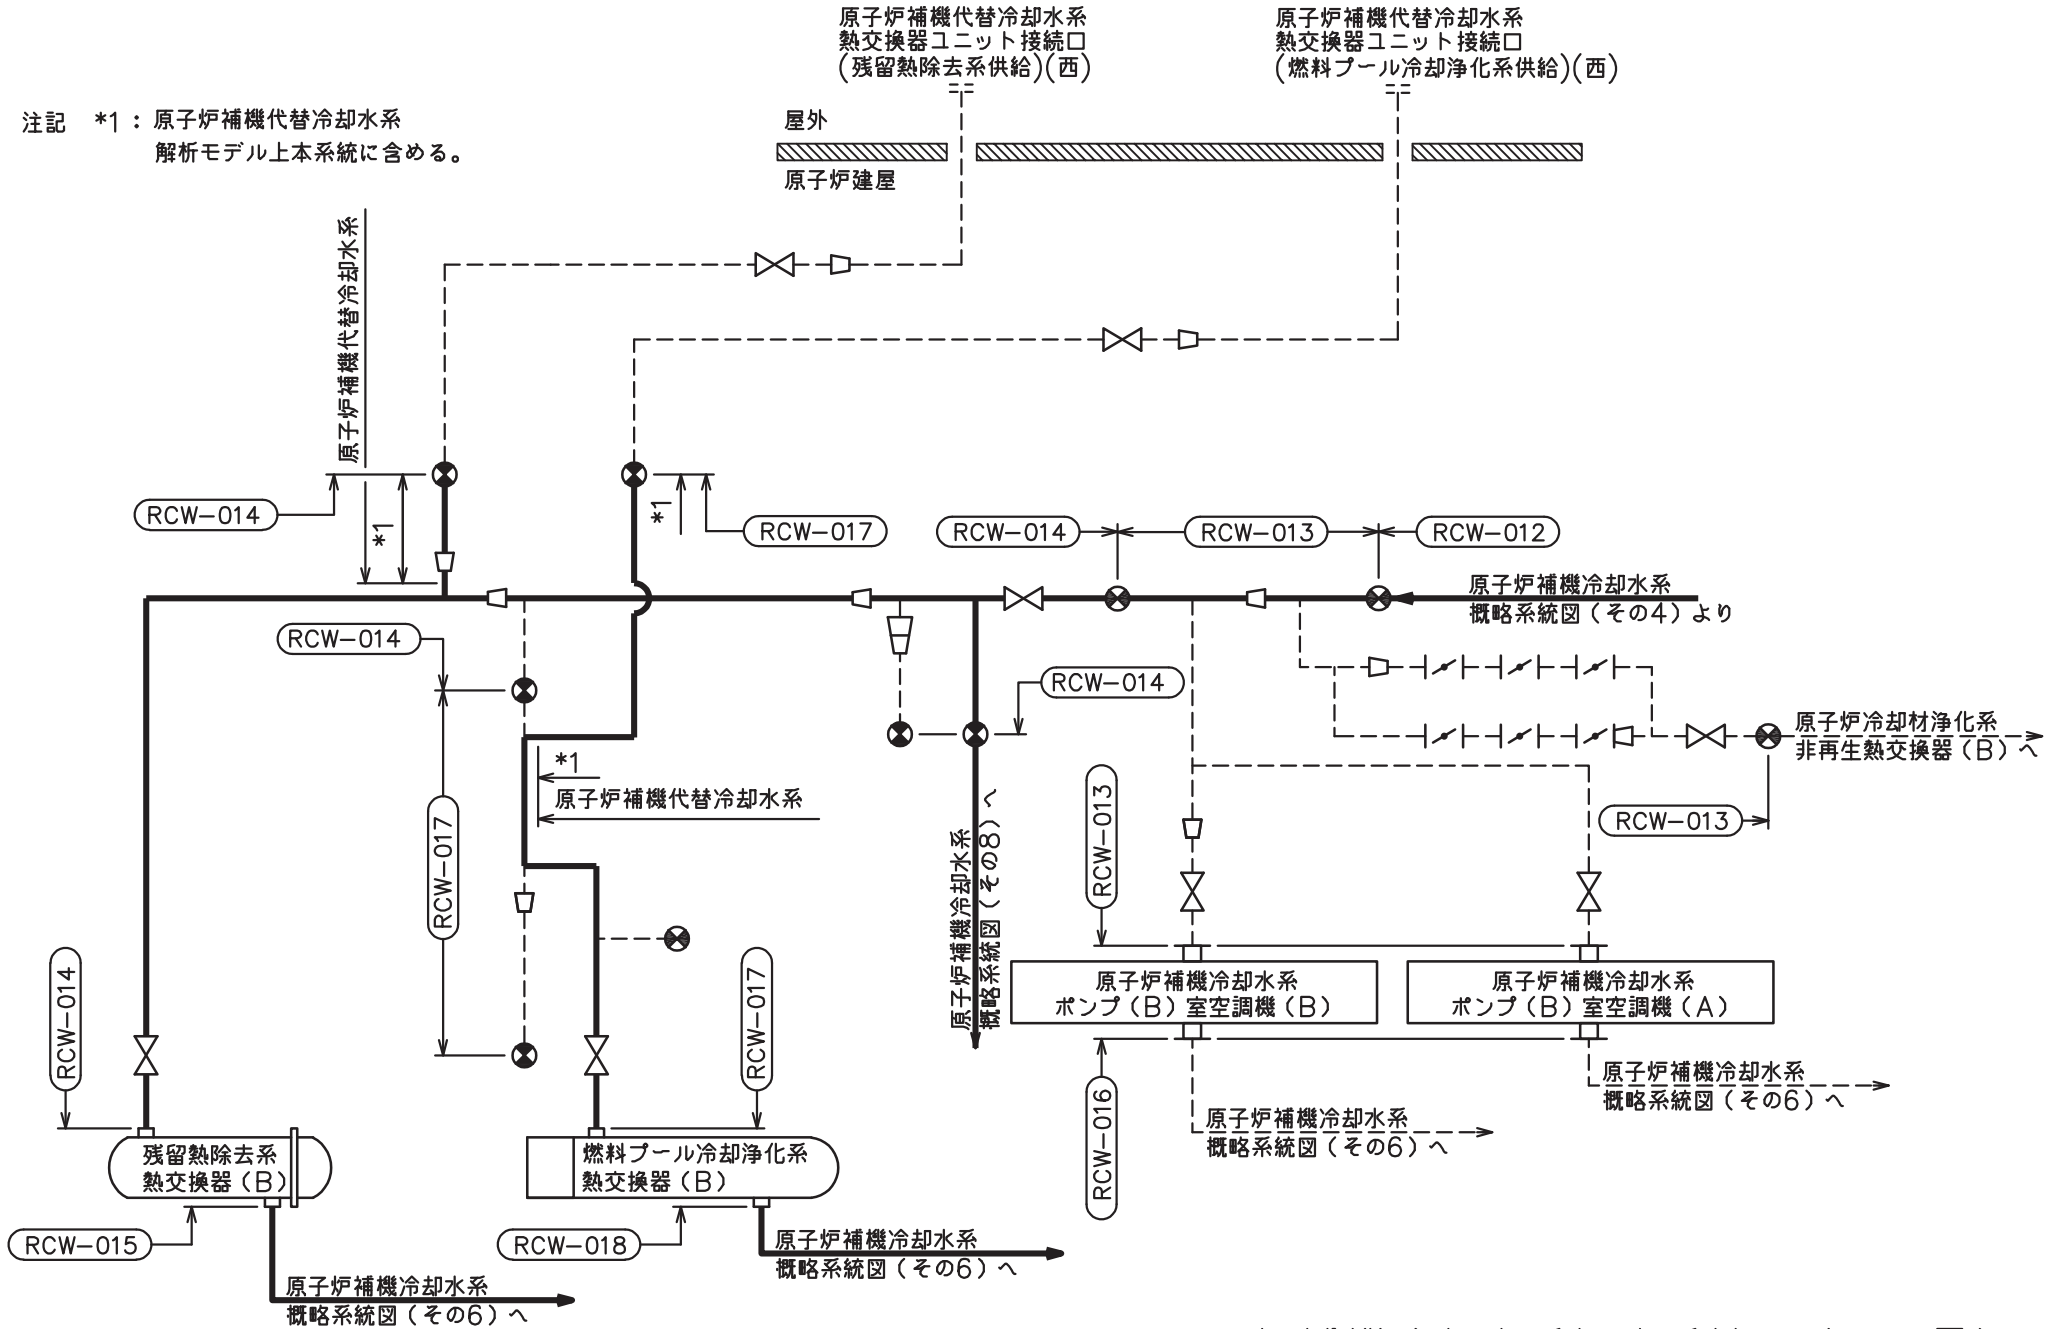 原子炉補機代替冷却水系
熱交換器ユニット接続口
(残留熱除去系供給)(西)
原子炉補機代替冷却水系
熱交換器ユニット接続口
(燃料プール冷却浄化系供給)(西)
注記 *1 : 原子炉補機代替冷却水系
解析モデル上本系統に含める。
屋外
原子炉建屋
原子炉補機代替冷却水系
RCW-014
*1
*1
RCW-017
RCW-014
RCW-013
RCW-012
原子炉補機冷却水系
概略系統図(その4)より
RCW-014
RCW-014
原子炉冷却材浄化系
非再生熱交換器(B)へ
*1
原子炉補機代替冷却水系
RCW-017
RCW-013
RCW-013
原子炉補機冷却水系
概略系統図(その8)へ
RCW-014
RCW-017
原子炉補機冷却水系
ポンプ(B)室空調機(B)
原子炉補機冷却水系
ポンプ(B)室空調機(A)
原子炉補機冷却水系
概略系統図(その6)へ
RCW-016
原子炉補機冷却水系
概略系統図(その6)へ
残留熱除去系
熱交換器(B)
燃料プール冷却浄化系
熱交換器(B)
RCW-015
RCW-018
原子炉補機冷却水系
概略系統図(その6)へ
原子炉補機冷却水系
概略系統図(その6)へ